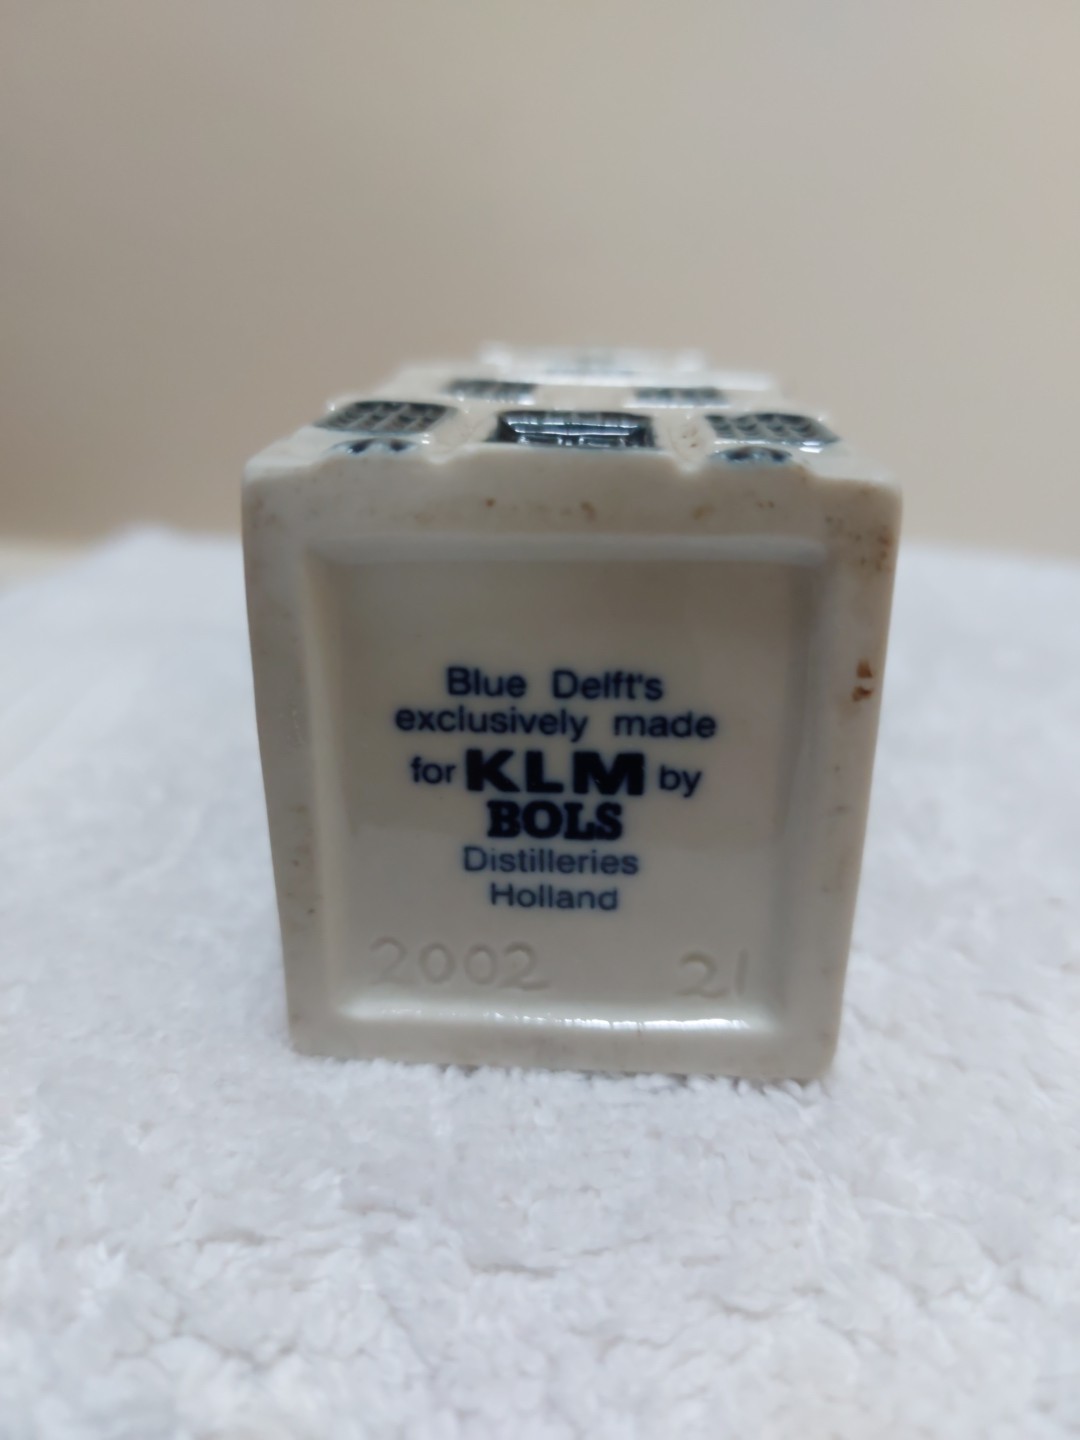 Blue Delft's
exclusively made
for KLM by
BOLS
Distilleries
Holland
2002 21